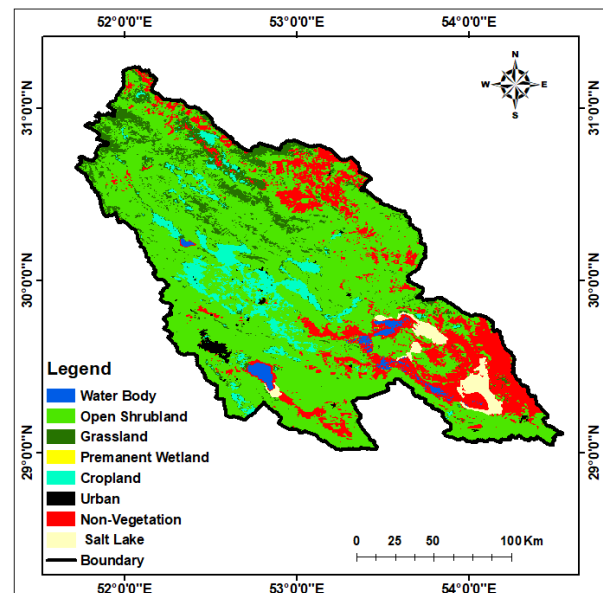 52°0'0"E 53°0'0"E 54°0'0"E
N
W E
S
31°0'0"N 31°0'0"N
30°0'0"N 30°0'0"N
29°0'0"N 29°0'0"N
Legend
Water Body
Open Shrubland
Grassland
Premanent Wetland
Cropland
Urban
Non-Vegetation
Salt Lake
Boundary
0 25 50 100 Km
52°0'0"E 53°0'0"E 54°0'0"E